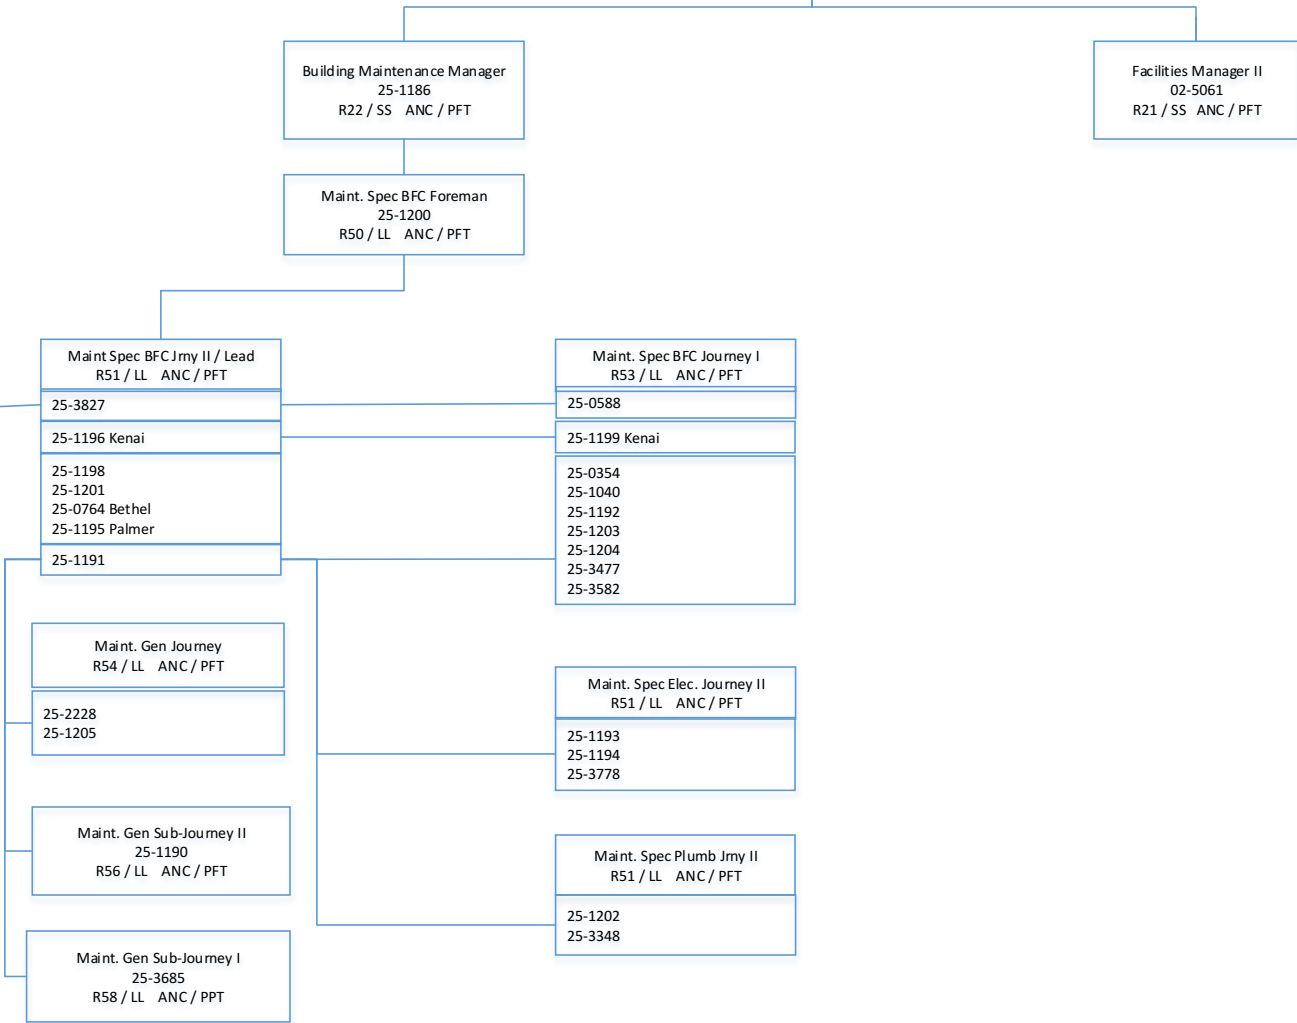 Building Maintenance Manager
25-1186
R22 / SS ANC / PFT
Facilities Manager II
02-5061
R21 / SS ANC / PFT
Maint. Spec BFC Foreman
25-1200
R50 / LL ANC / PFT
Maint Spec BFC Jrny II / Lead
R51 / LL ANC / PFT
25-3827
25-1196 Kenai
25-1198
25-1201
25-0764 Bethel
25-1195 Palmer
25-1191
Maint. Spec BFC Journey I
R53 / LL ANC / PFT
25-0588
25-1199 Kenai
25-0354
25-1040
25-1192
25-1203
25-1204
25-3477
25-3582
Maint. Gen Journey
R54 / LL ANC / PFT
25-2228
25-1205
Maint. Spec Elec. Journey II
R51 / LL ANC / PFT
25-1193
25-1194
25-3778
Maint. Gen Sub-Journey II
25-1190
R56 / LL ANC / PFT
Maint. Spec Plumb Jrny II
R51 / LL ANC / PFT
25-1202
25-3348
Maint. Gen Sub-Journey I
25-3685
R58 / LL ANC / PPT